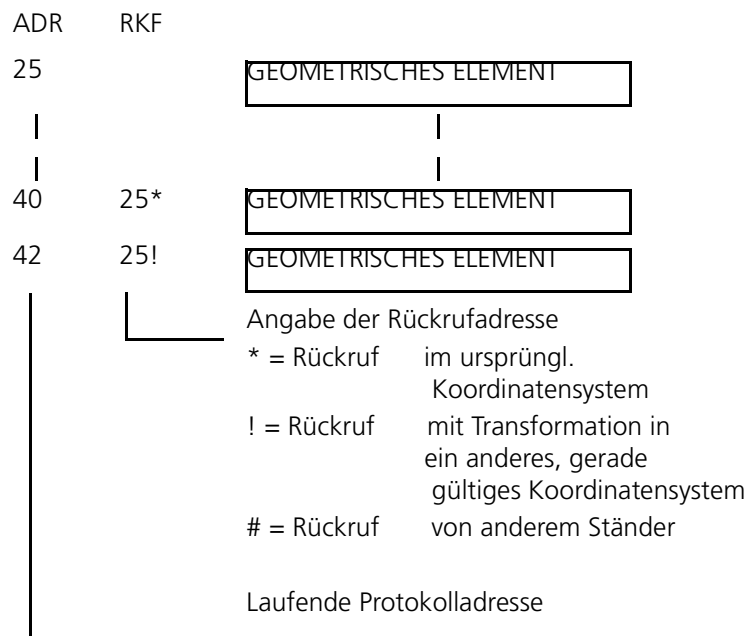 ADR RKF
25 GEOMETRISCHES ELEMENT
40 25* GEOMETRISCHES ELEMENT
42 25! GEOMETRISCHES ELEMENT
Angabe der Rückrufadresse
* = Rückruf im ursprüngl.
Koordinatensystem
! = Rückruf mit Transformation in
ein anderes, gerade
gültiges Koordinatensystem
# = Rückruf von anderem Ständer
Laufende Protokolladresse